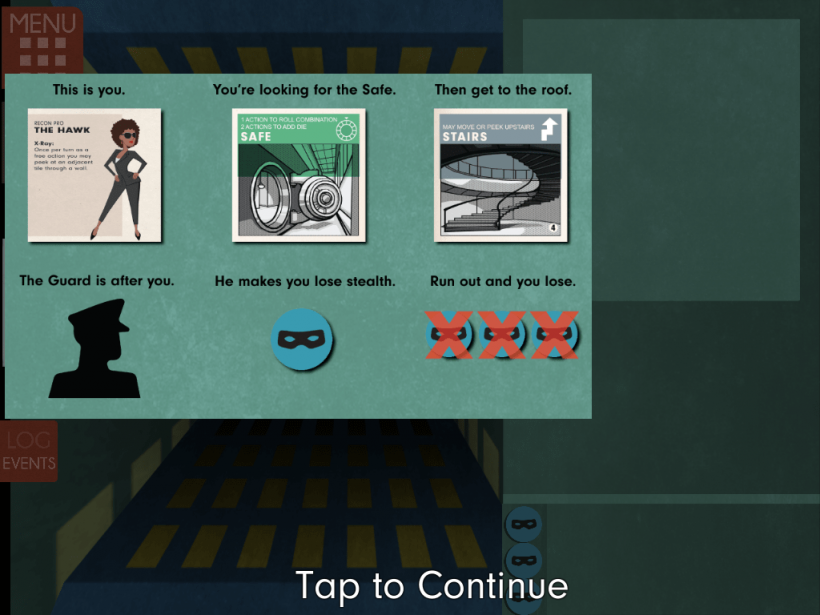 MENU
This is you.
You're looking for the Safe.
Then get to the roof.
RECON PRO
THE HAWK
X-Ray:
Once per turn as a
free action you may
peek at an adjacent
tile through a wall.
1 ACTION TO ROLL COMBINATION
2 ACTIONS TO ADD DIE
SAFE
MAY MOVE OR PEEK UPSTAIRS
STAIRS
4
The Guard is after you.
He makes you lose stealth.
Run out and you lose.
LOG
EVENTS
Tap to Continue